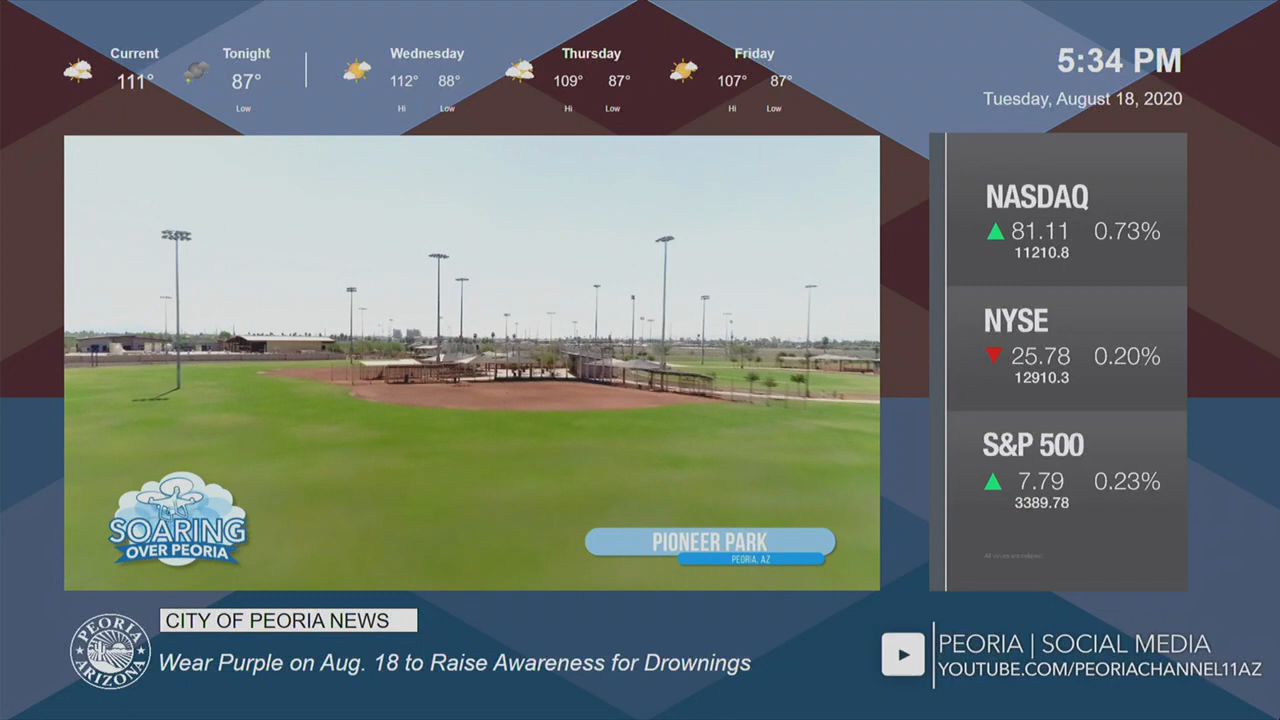 Current
111°
Tonight
87°
Low
Wednesday
112° 88°
Hi Low
Thursday
109° 87°
Hi Low
Friday
107° 87°
Hi Low
5:34 PM
Tuesday, August 18, 2020
NASDAQ
81.11 0.73%
11210.8
NYSE
25.78 0.20%
12910.3
S&P 500
7.79 0.23%
3389.78
SOARING
OVER PEORIA
PIONEER PARK
PEORIA, AZ
PEORIA
ARIZONA
CITY OF PEORIA NEWS
Wear Purple on Aug. 18 to Raise Awareness for Drownings
PEORIA | SOCIAL MEDIA
YOUTUBE.COM/PEORIACHANNEL11AZ